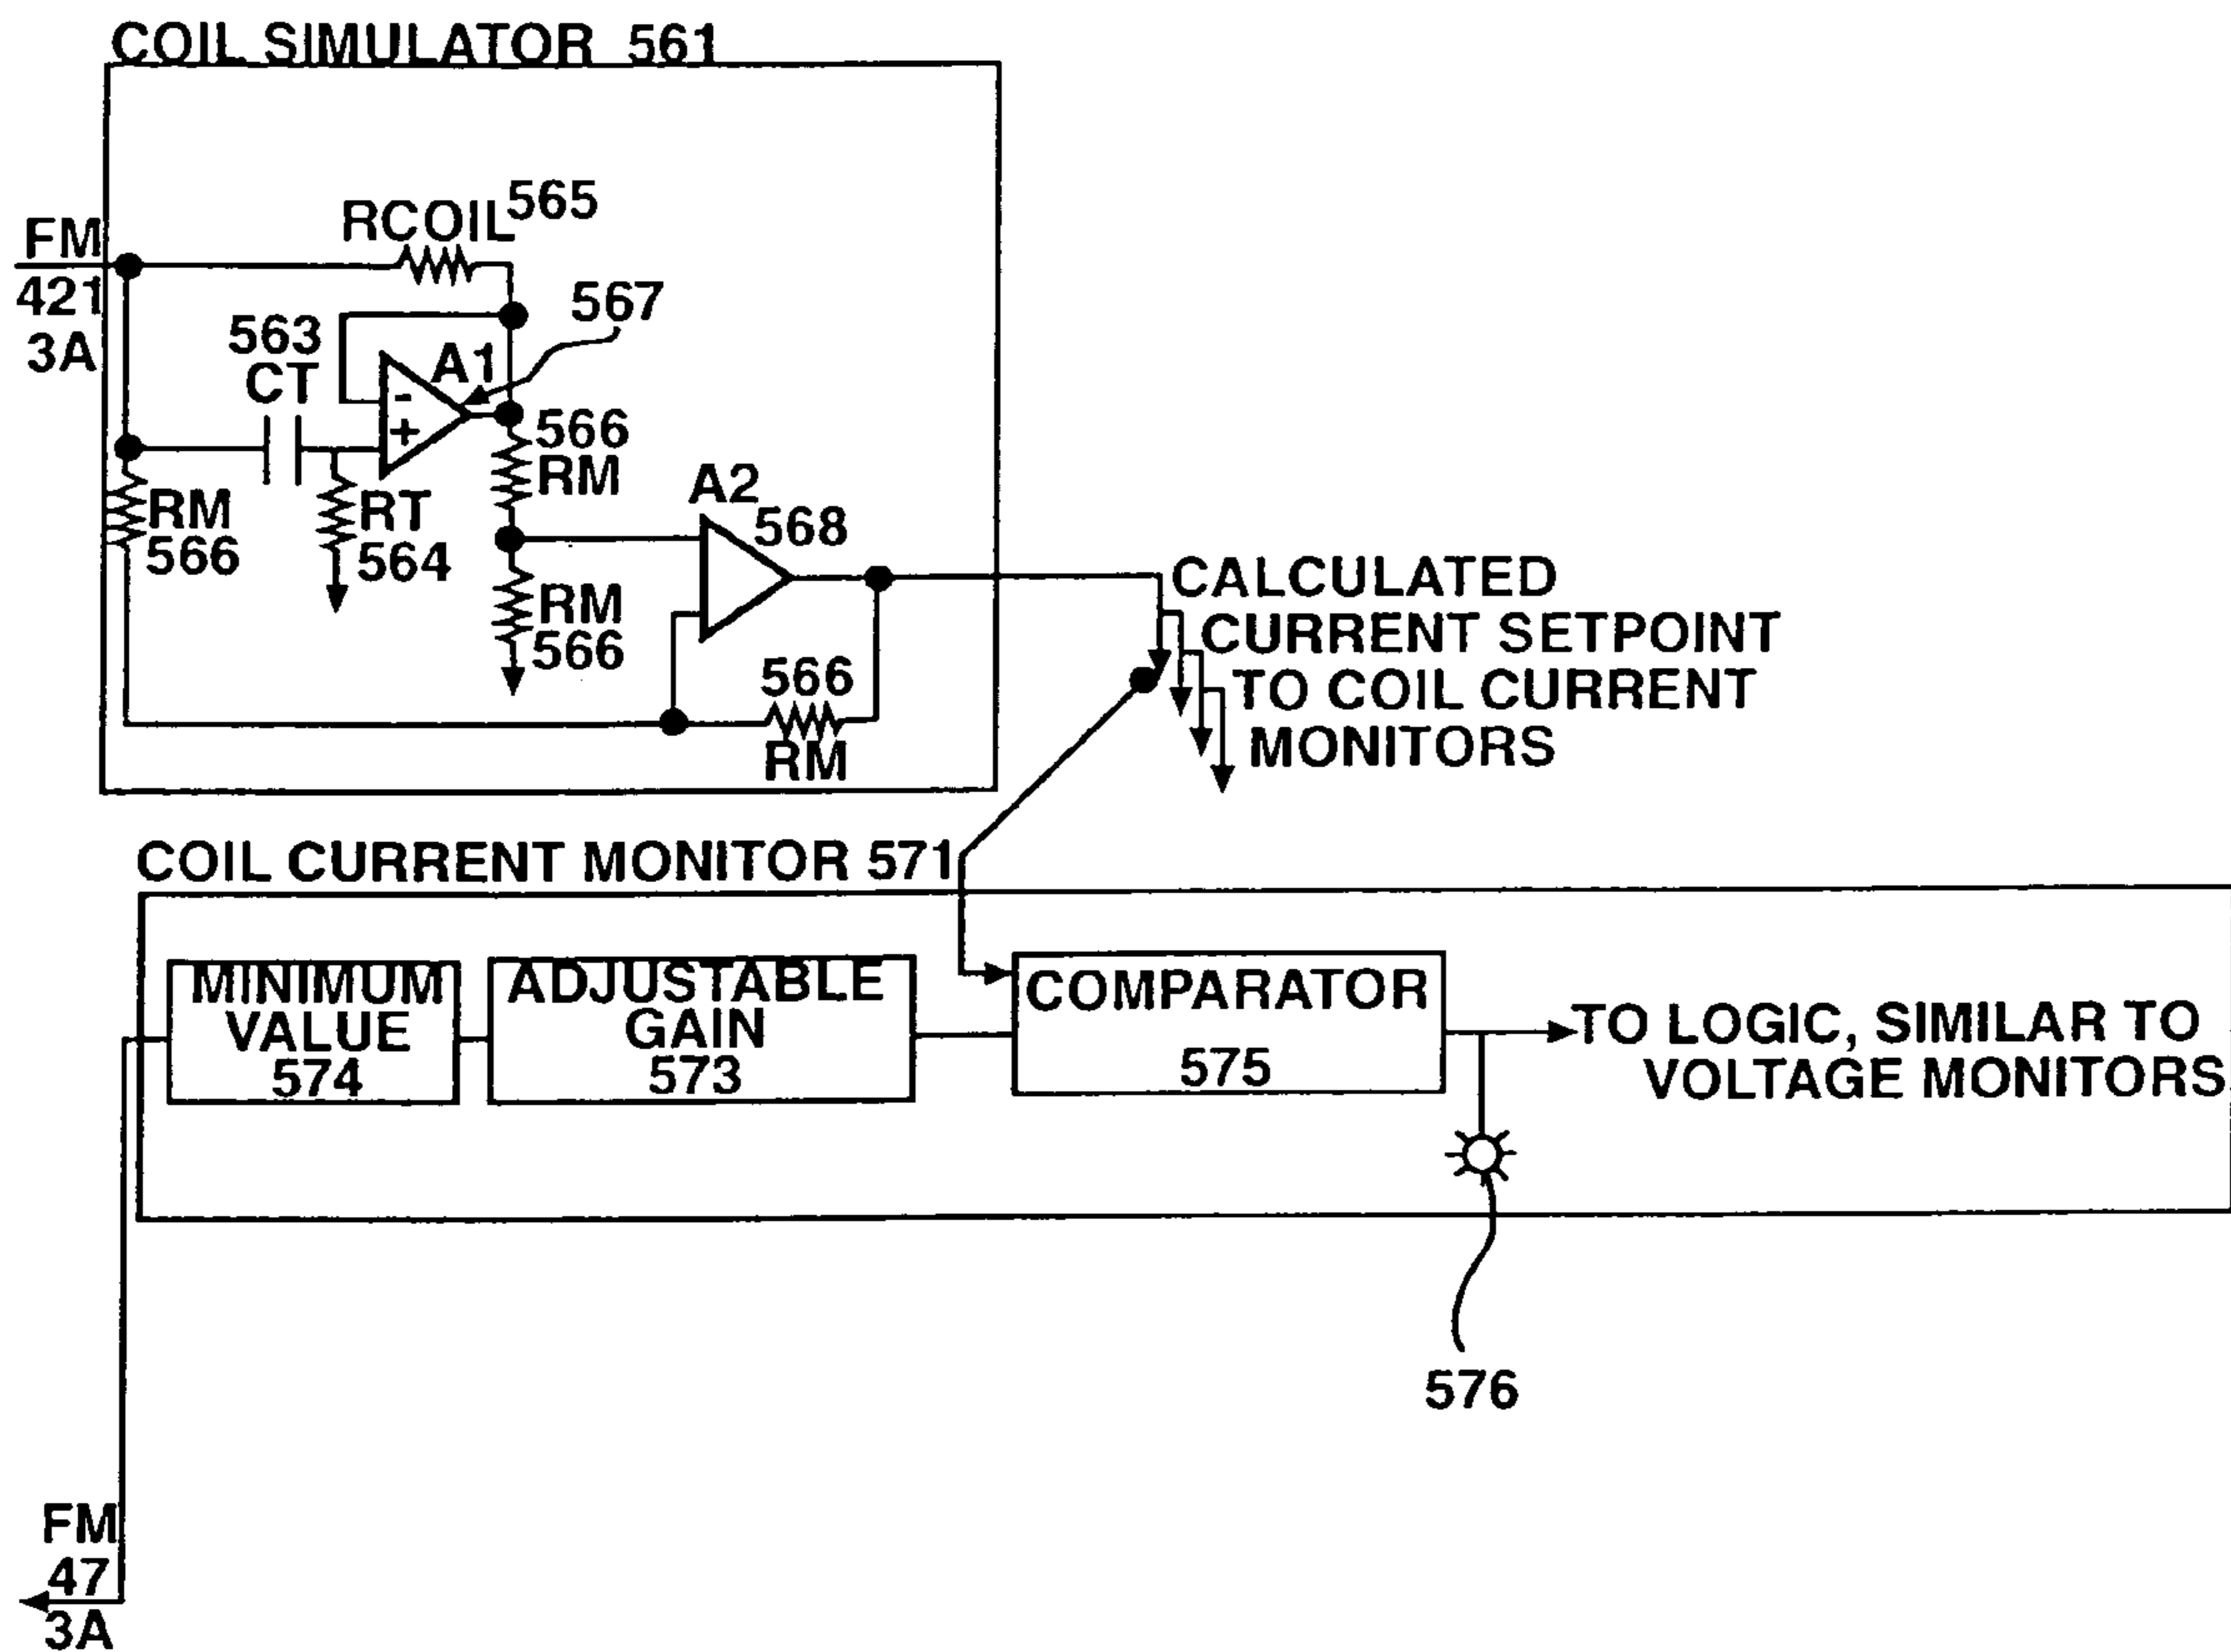 COIL SIMULATOR 561
RCOIL 565
FM
421
3A
567
563
CT
A1
-
+
566
RM
RM
566
RT
564
A2
568
RM
566
566
RM
CALCULATED
CURRENT SETPOINT
TO COIL CURRENT
MONITORS
COIL CURRENT MONITOR 571
MINIMUM
VALUE
574
ADJUSTABLE
GAIN
573
COMPARATOR
575
TO LOGIC, SIMILAR TO
VOLTAGE MONITORS
576
FM
47
3A